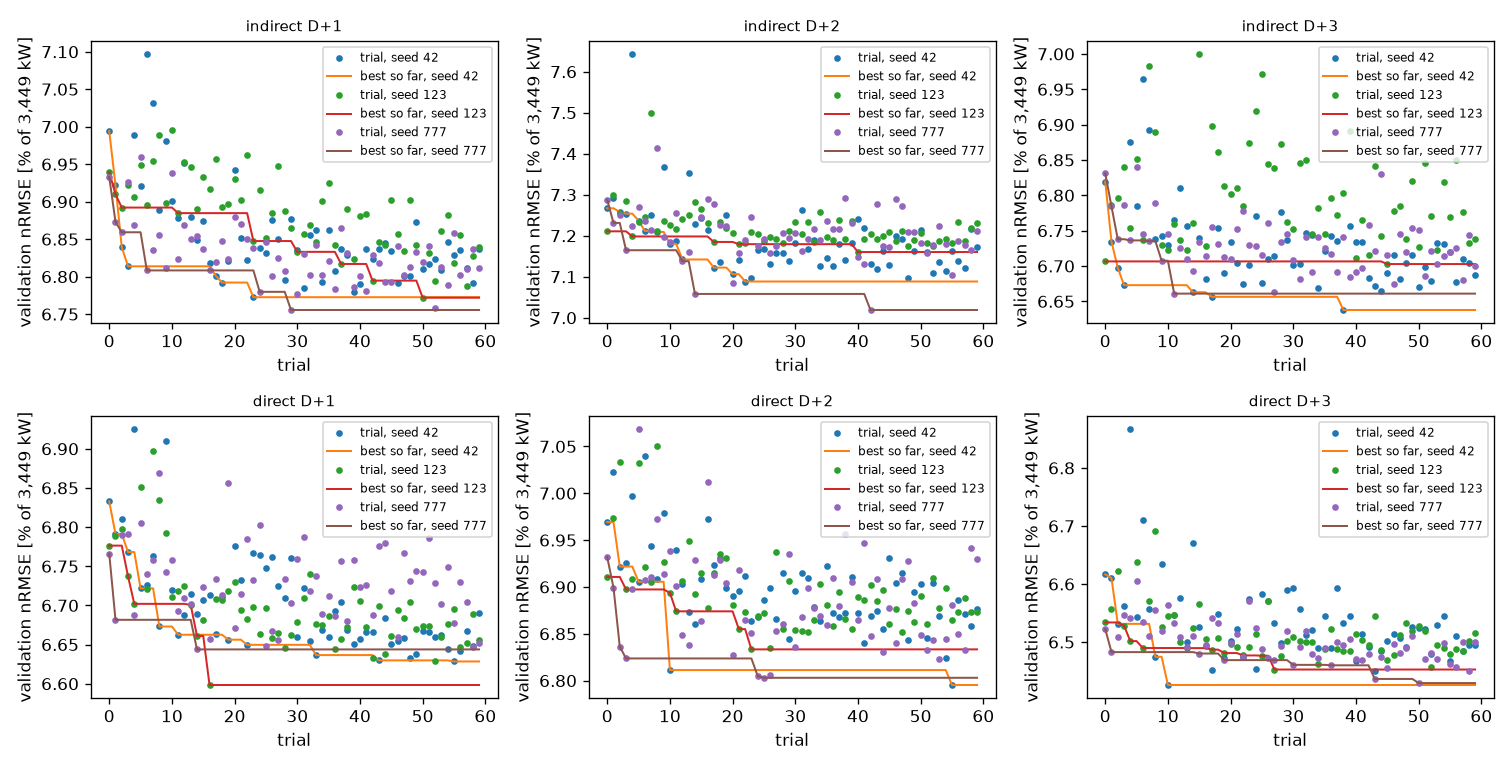 indirect D+1
validation nRMSE [% of 3,449 kW]
7.10
7.05
7.00
6.95
6.90
6.85
6.80
6.75
trial, seed 42
best so far, seed 42
trial, seed 123
best so far, seed 123
trial, seed 777
best so far, seed 777
0 10 20 30 40 50 60
trial
indirect D+2
validation nRMSE [% of 3,449 kW]
7.6
7.5
7.4
7.3
7.2
7.1
7.0
trial, seed 42
best so far, seed 42
trial, seed 123
best so far, seed 123
trial, seed 777
best so far, seed 777
0 10 20 30 40 50 60
trial
indirect D+3
validation nRMSE [% of 3,449 kW]
7.00
6.95
6.90
6.85
6.80
6.75
6.70
6.65
trial, seed 42
best so far, seed 42
trial, seed 123
best so far, seed 123
trial, seed 777
best so far, seed 777
0 10 20 30 40 50 60
trial
direct D+1
validation nRMSE [% of 3,449 kW]
6.90
6.85
6.80
6.75
6.70
6.65
6.60
trial, seed 42
best so far, seed 42
trial, seed 123
best so far, seed 123
trial, seed 777
best so far, seed 777
0 10 20 30 40 50 60
trial
direct D+2
validation nRMSE [% of 3,449 kW]
7.05
7.00
6.95
6.90
6.85
6.80
trial, seed 42
best so far, seed 42
trial, seed 123
best so far, seed 123
trial, seed 777
best so far, seed 777
0 10 20 30 40 50 60
trial
direct D+3
validation nRMSE [% of 3,449 kW]
6.8
6.7
6.6
6.5
trial, seed 42
best so far, seed 42
trial, seed 123
best so far, seed 123
trial, seed 777
best so far, seed 777
0 10 20 30 40 50 60
trial